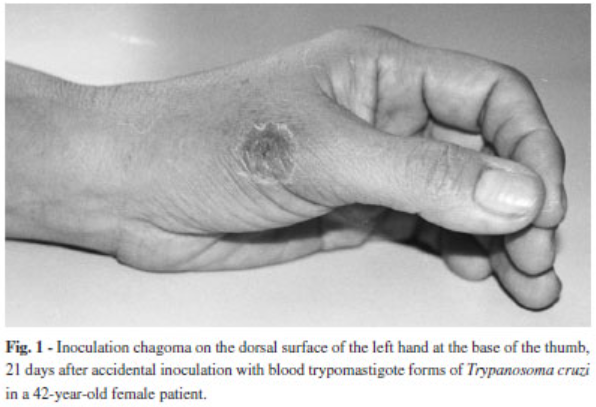 Fig. 1 - Inoculation chagoma on the dorsal surface of the left hand at the base of the thumb,
21 days after accidental inoculation with blood trypomastigote forms of Trypanosoma cruzi
in a 42-year-old female patient.